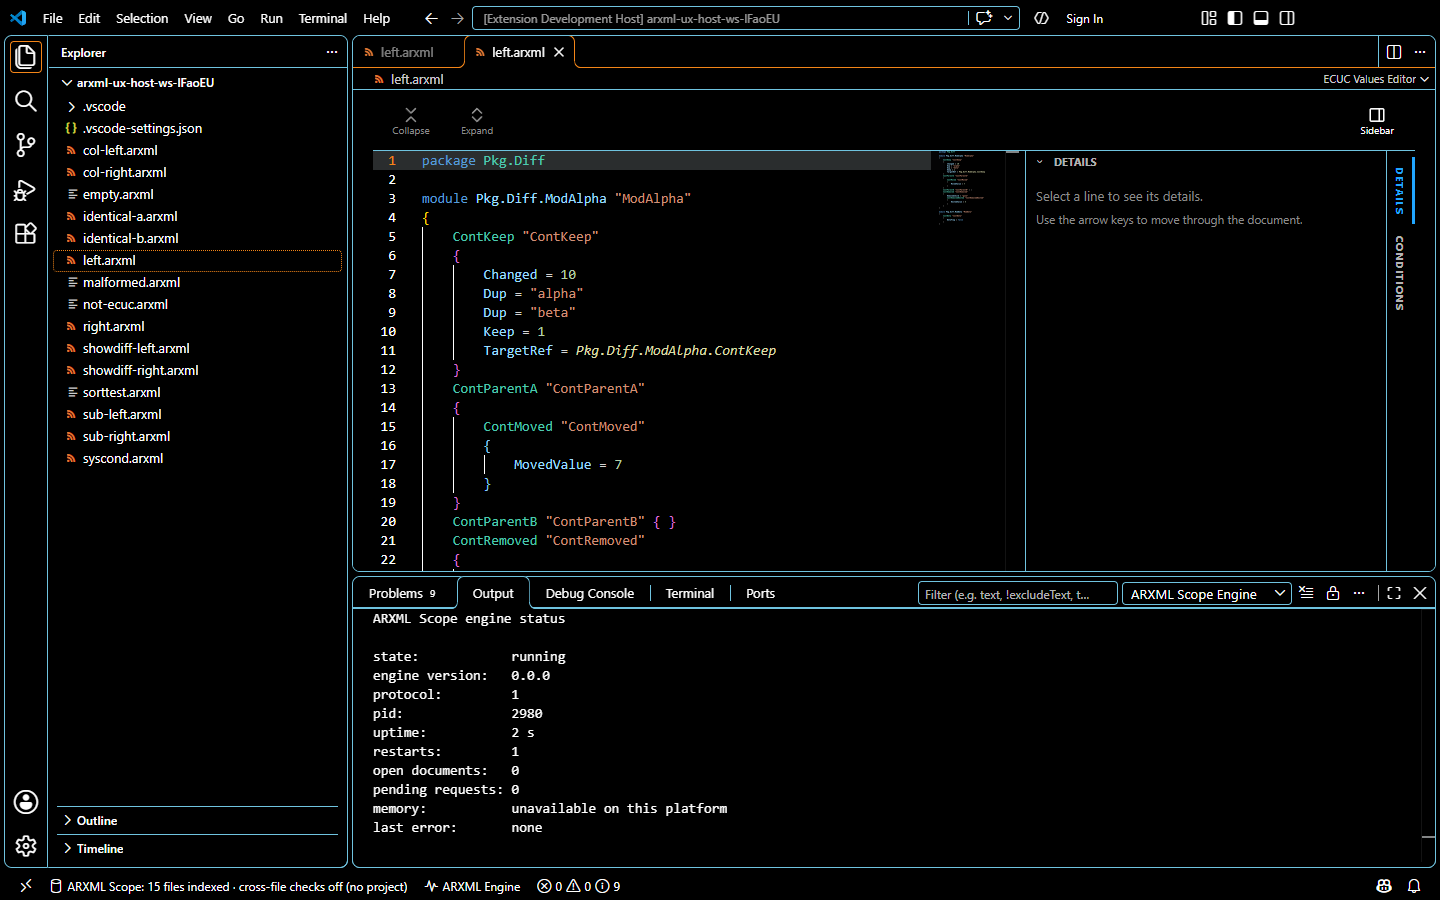 File Edit Selection View Go Run Terminal Help
[Extension Development Host] arxml-ux-host-ws-lFaoEU
Sign In
Explorer
arxml-ux-host-ws-lFaoEU
.vscode
{} .vscode-settings.json
col-left.arxml
col-right.arxml
empty.arxml
identical-a.arxml
identical-b.arxml
left.arxml
malformed.arxml
not-ecuc.arxml
right.arxml
showdiff-left.arxml
showdiff-right.arxml
sorttest.arxml
sub-left.arxml
sub-right.arxml
syscond.arxml
Outline
Timeline
left.arxml left.arxml
left.arxml
ECUC Values Editor
Collapse Expand
Sidebar
1 package Pkg.Diff
2
3 module Pkg.Diff.ModAlpha "ModAlpha"
4 {
5 ContKeep "ContKeep"
6 {
7 Changed = 10
8 Dup = "alpha"
9 Dup = "beta"
10 Keep = 1
11 TargetRef = Pkg.Diff.ModAlpha.ContKeep
12 }
13 ContParentA "ContParentA"
14 {
15 ContMoved "ContMoved"
16 {
17 MovedValue = 7
18 }
19 }
20 ContParentB "ContParentB" { }
21 ContRemoved "ContRemoved"
22 {
DETAILS
Select a line to see its details.
Use the arrow keys to move through the document.
DETAILS
CONDITIONS
Problems 9 Output Debug Console Terminal Ports
Filter (e.g. text, !excludeText, t...
ARXML Scope Engine
ARXML Scope engine status
state: running
engine version: 0.0.0
protocol: 1
pid: 2980
uptime: 2 s
restarts: 1
open documents: 0
pending requests: 0
memory: unavailable on this platform
last error: none
ARXML Scope: 15 files indexed · cross-file checks off (no project) ARXML Engine 0 0 9